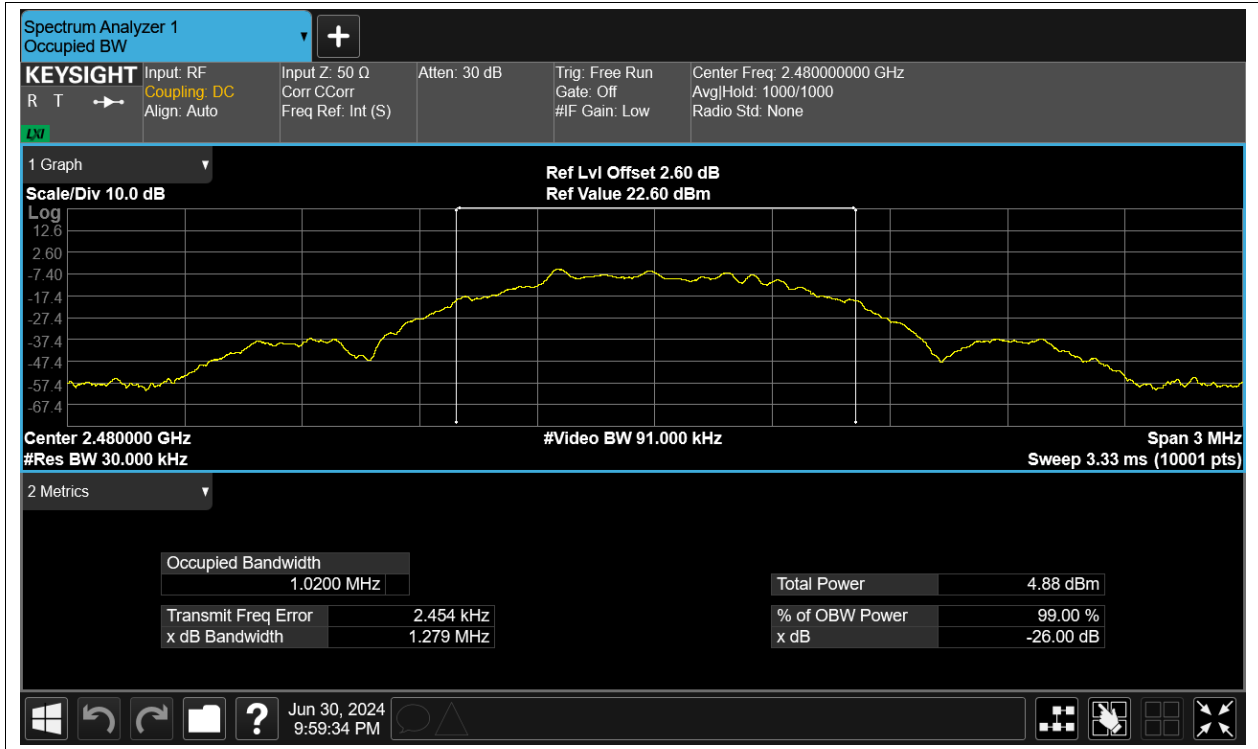 Spectrum Analyzer 1
Occupied BW
+
KEYSIGHT
R T
LXI
Input: RF
Coupling: DC
Align: Auto
Input Z: 50 Ω
Corr CCorr
Freq Ref: Int (S)
Atten: 30 dB
Trig: Free Run
Gate: Off
#IF Gain: Low
Center Freq: 2.480000000 GHz
Avg|Hold: 1000/1000
Radio Std: None
1 Graph
Scale/Div 10.0 dB
Ref Lvl Offset 2.60 dB
Ref Value 22.60 dBm
Log
12.6
2.60
-7.40
-17.4
-27.4
-37.4
-47.4
-57.4
-67.4
Center 2.480000 GHz
#Res BW 30.000 kHz
#Video BW 91.000 kHz
Span 3 MHz
Sweep 3.33 ms (10001 pts)
2 Metrics
Occupied Bandwidth
1.0200 MHz
Transmit Freq Error 2.454 kHz
x dB Bandwidth 1.279 MHz
Total Power 4.88 dBm
% of OBW Power 99.00 %
x dB -26.00 dB
?
Jun 30, 2024
9:59:34 PM